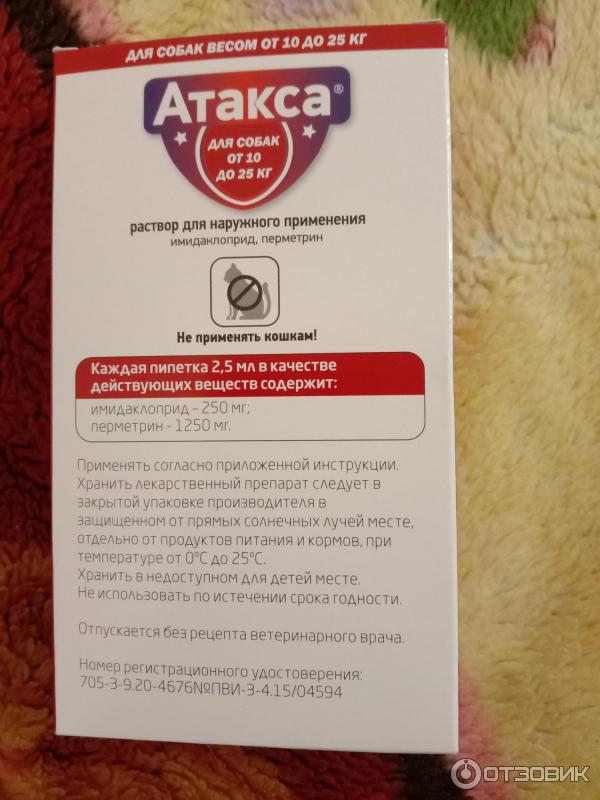 ДЛЯ СОБАК ВЕСОМ ОТ 10 ДО 25 КГ
Атакса®
ДЛЯ СОБАК
ОТ 10
ДО 25 КГ
раствор для наружного применения
имидаклоприд, перметрин
Не применять кошкам!
Каждая пипетка 2,5 мл в качестве
действующих веществ содержит:
имидаклоприд – 250 мг;
перметрин - 1250 мг.
Применять согласно приложенной инструкции.
Хранить лекарственный препарат следует в
закрытой упаковке производителя в
защищенном от прямых солнечных лучей месте,
отдельно от продуктов питания и кормов, при
температуре от 0°С до 25°С.
Хранить в недоступном для детей месте.
Не использовать по истечении срока годности.
Отпускается без рецепта ветеринарного врача.
Номер регистрационного удостоверения:
705-3-9.20-4676№ПВИ-3-4.15/04594
ОТЗОВИК